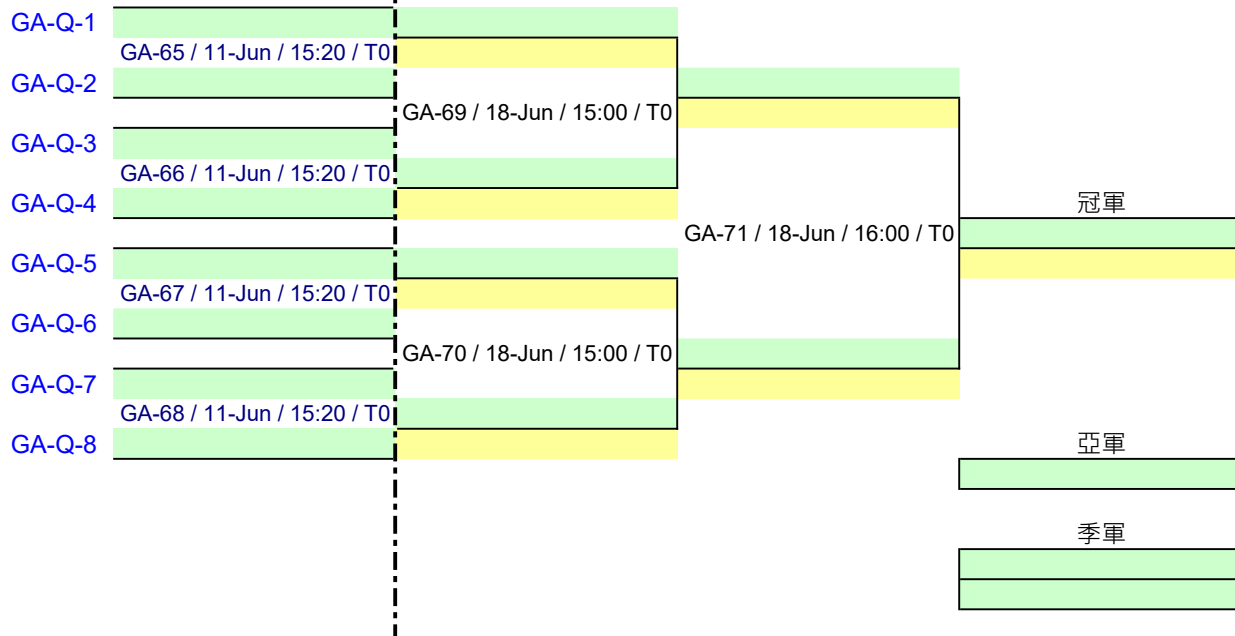 GA-Q-1
GA-65 / 11-Jun / 15:20 / T0
GA-Q-2
GA-69 / 18-Jun / 15:00 / T0
GA-Q-3
GA-66 / 11-Jun / 15:20 / T0
GA-Q-4
冠軍
GA-71 / 18-Jun / 16:00 / T0
GA-Q-5
GA-67 / 11-Jun / 15:20 / T0
GA-Q-6
GA-70 / 18-Jun / 15:00 / T0
GA-Q-7
GA-68 / 11-Jun / 15:20 / T0
GA-Q-8
亞軍
季軍